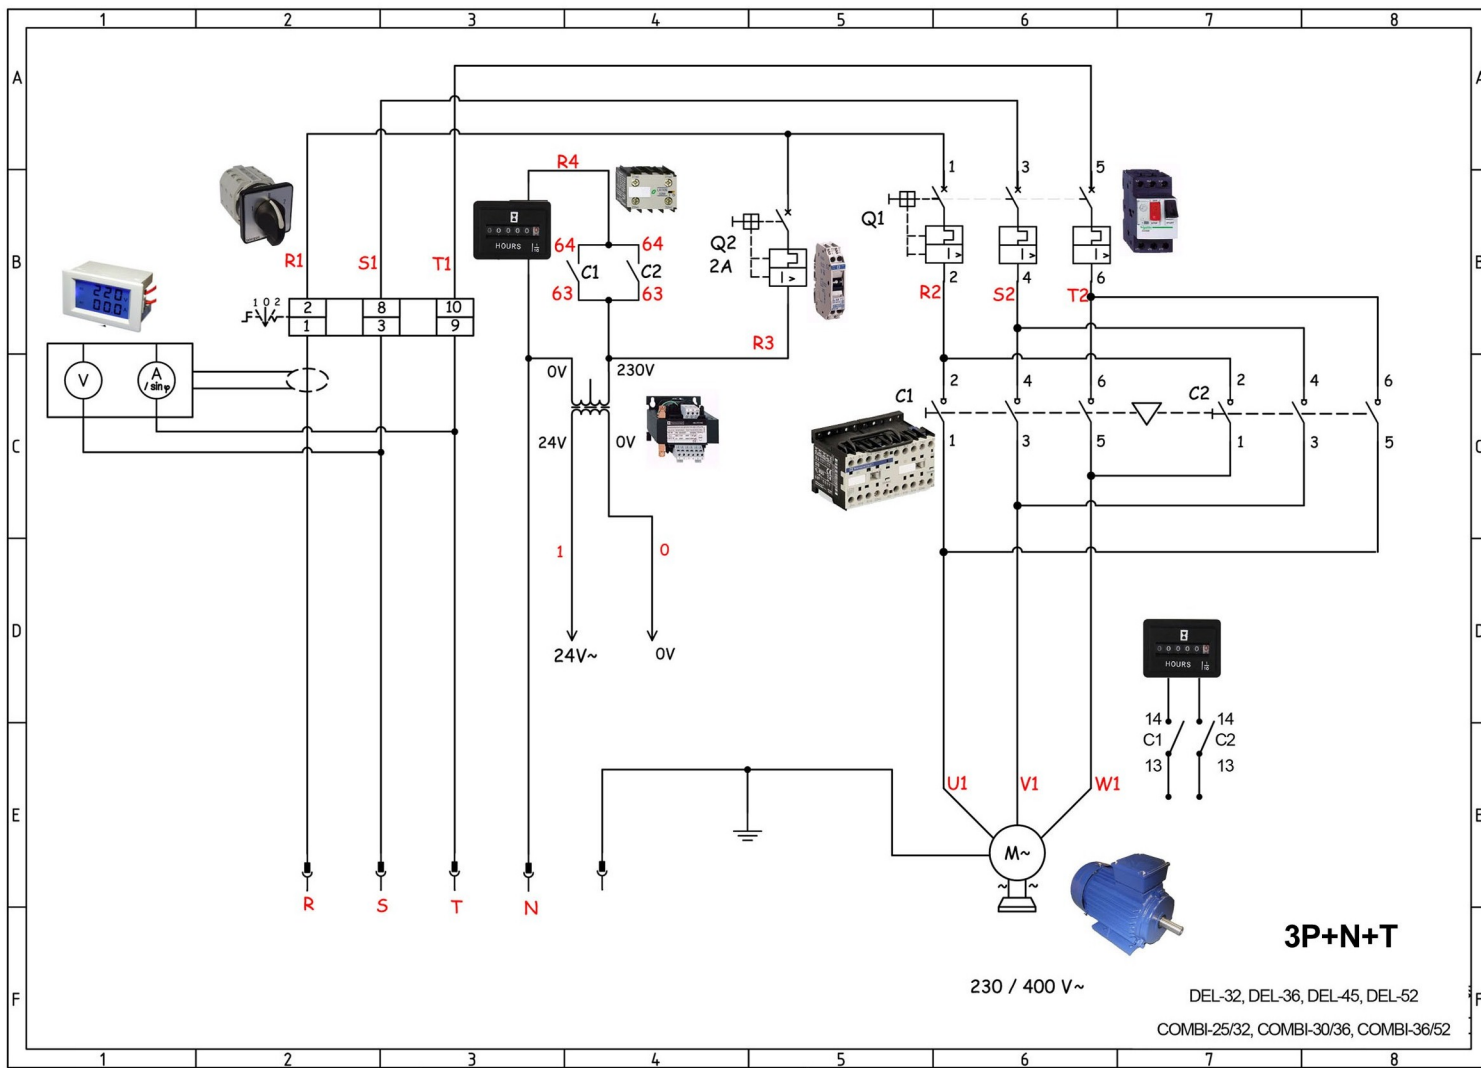 1 2 3 4 5 6 7 8
A A
R4
1 3 5
64 64
Q1
Q2
2A
C1 C2
HOURS
R1 S1 T1
B B
63 63
2 4 6
R2 S2 T2
220.
000.
1 0 2
2 8 10
1 3 9
R3
0V 230V
V A
/ sin φ
2 4 6 2 4 6
C1 C2
24V 0V
C C
1 3 5 1 3 5
1 0
D D
24V~ 0V
HOURS
14 14
C1 C2
13 13
U1 V1 W1
E E
M~
~ ~
R S T N
3P+N+T
230 / 400 V~
F F
DEL-32, DEL-36, DEL-45, DEL-52
COMBI-25/32, COMBI-30/36, COMBI-36/52
1 2 3 4 5 6 7 8